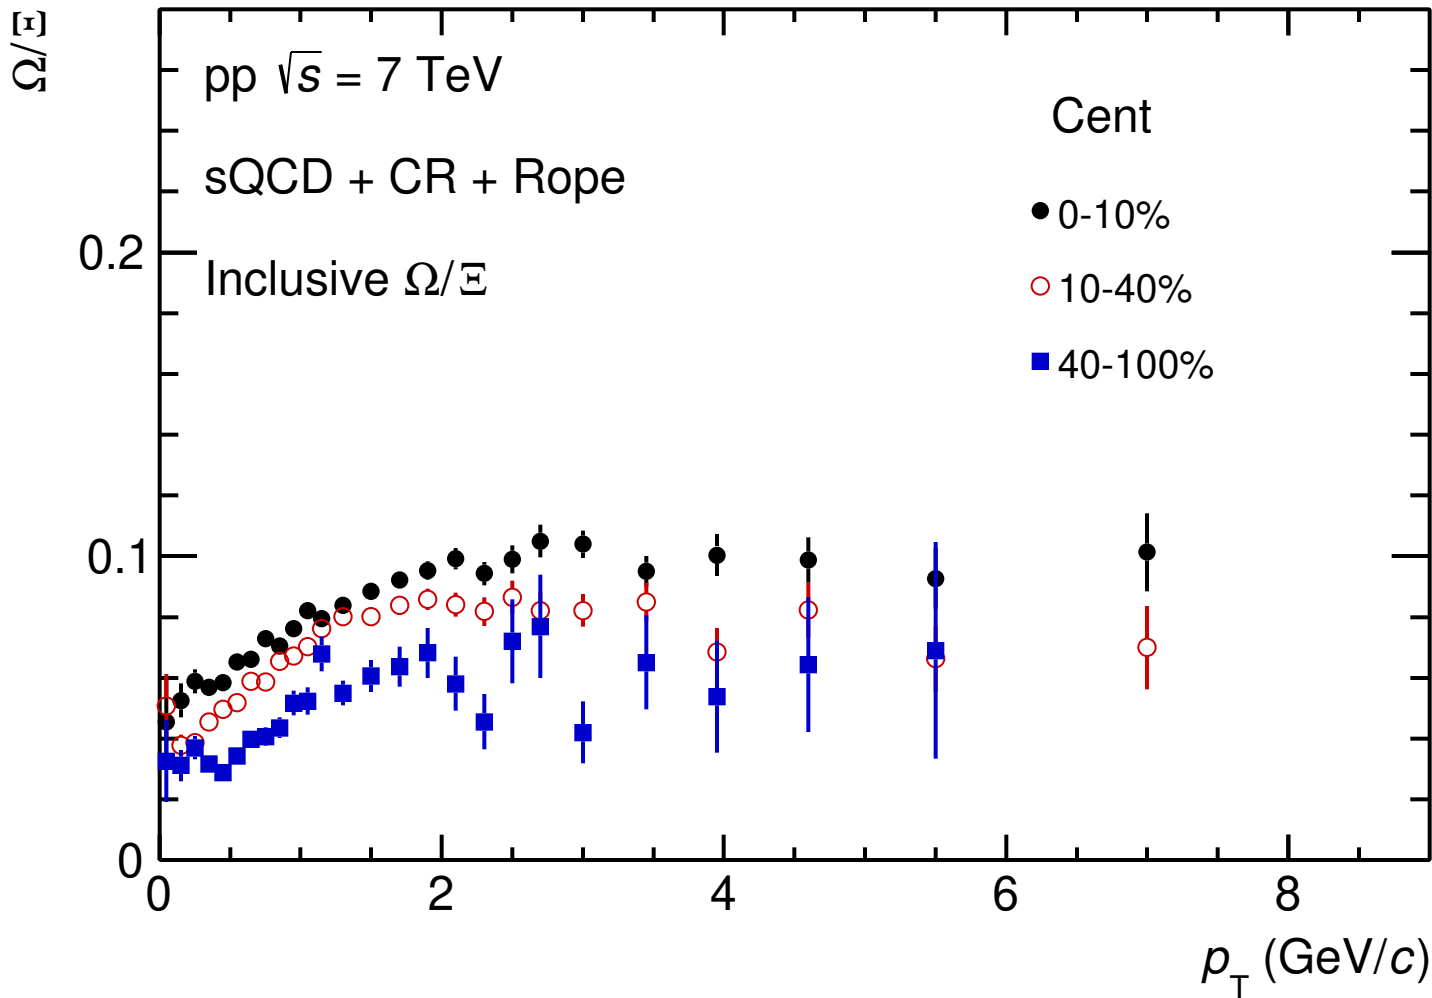 Ω/Ξ
pp √s = 7 TeV
sQCD + CR + Rope
Inclusive Ω/Ξ
Cent
0-10%
10-40%
40-100%
0.2
0.1
0
0 2 4 6 8
p_T (GeV/c)